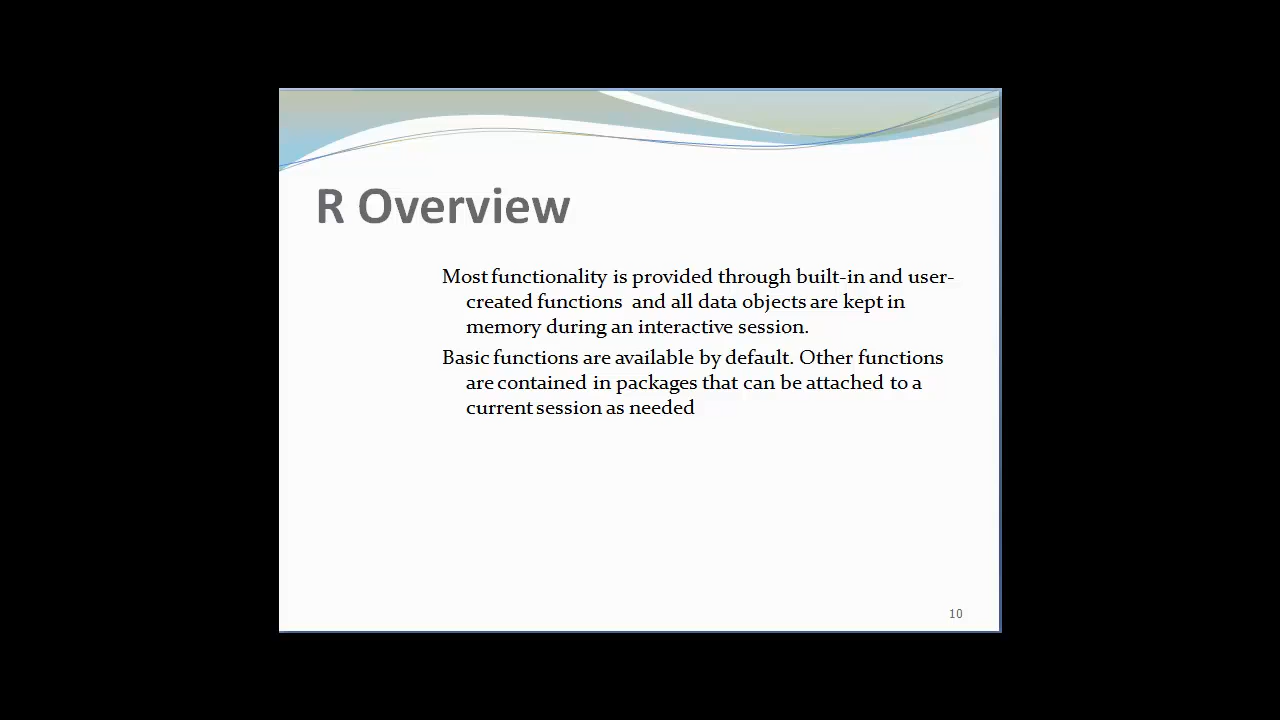 R Overview
Most functionality is provided through built-in and user-
created functions  and all data objects are kept in
memory during an interactive session.
Basic functions are available by default. Other functions
are contained in packages that can be attached to a
current session as needed
10